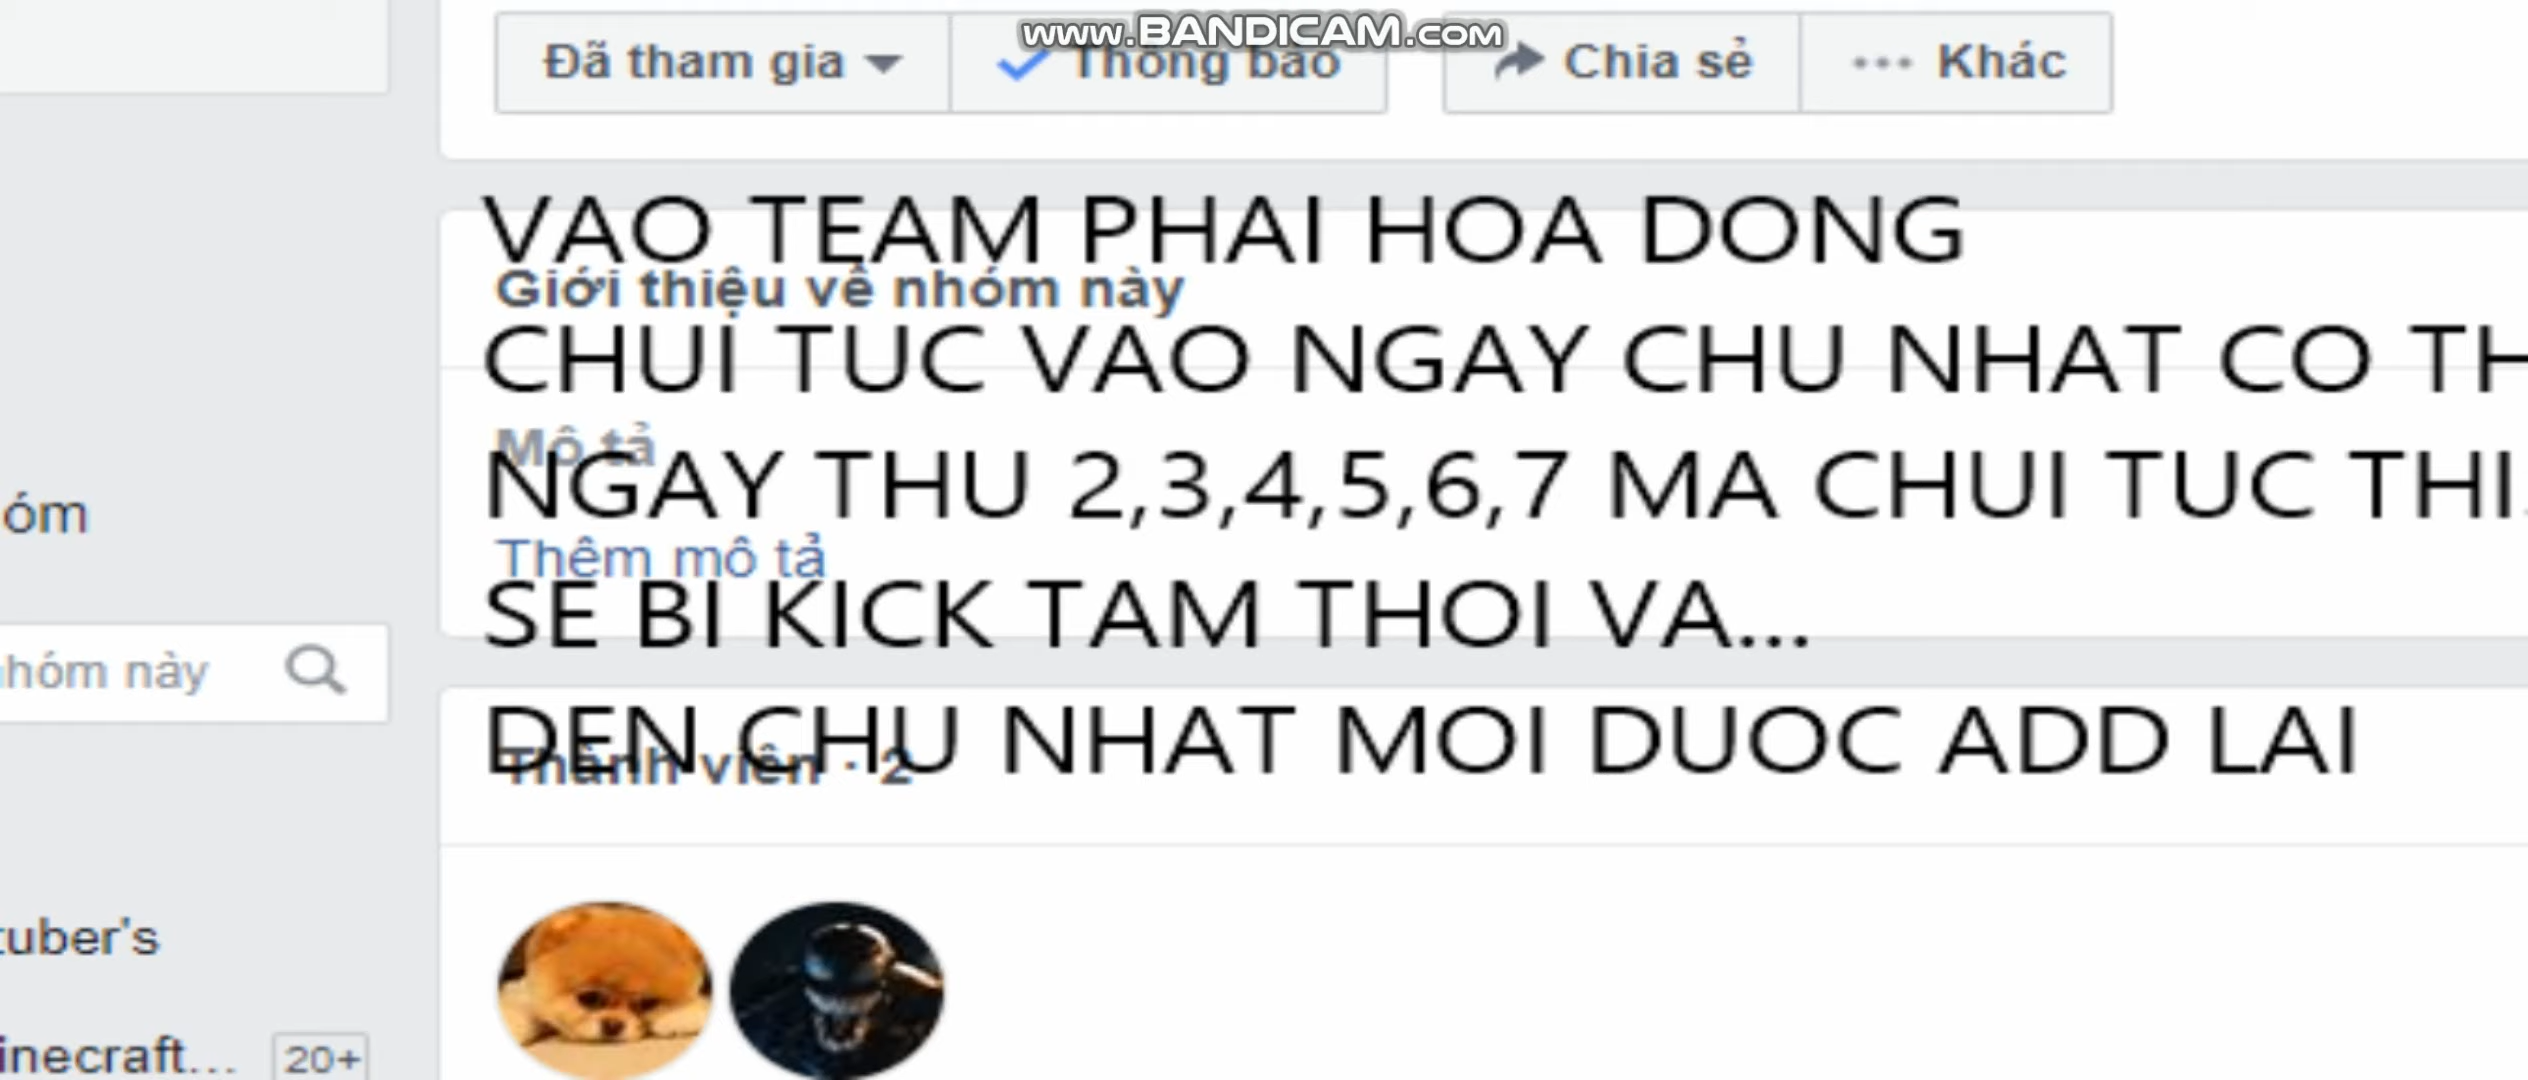 www.BANDICAM.com
Đã tham gia
Thông báo
Chia sẻ
Khác
VAO TEAM PHAI HOA DONG
Giới thiệu về nhóm này
CHUI TUC VAO NGAY CHU NHAT CO TH
Mô tả
NGAY THU 2,3,4,5,6,7 MA CHUI TUC THI
óm
Thêm mô tả
SE BI KICK TAM THOI VA...
nhóm này
DEN CHU NHAT MOI DUOC ADD LAI
Thành viên · 2
tuber's
inecraft... 20+